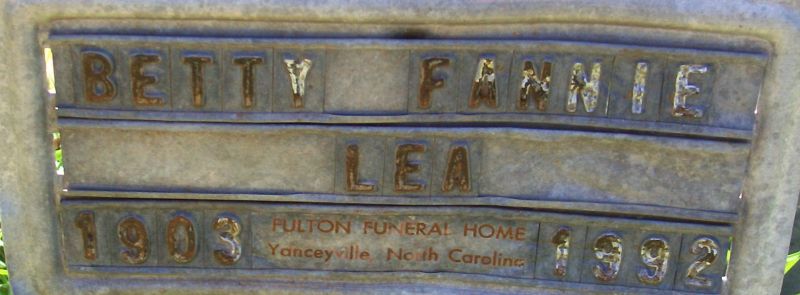 BETTY FANNIE
LEA
1903 FULTON FUNERAL HOME 1992
Yanceyville, North Carolina